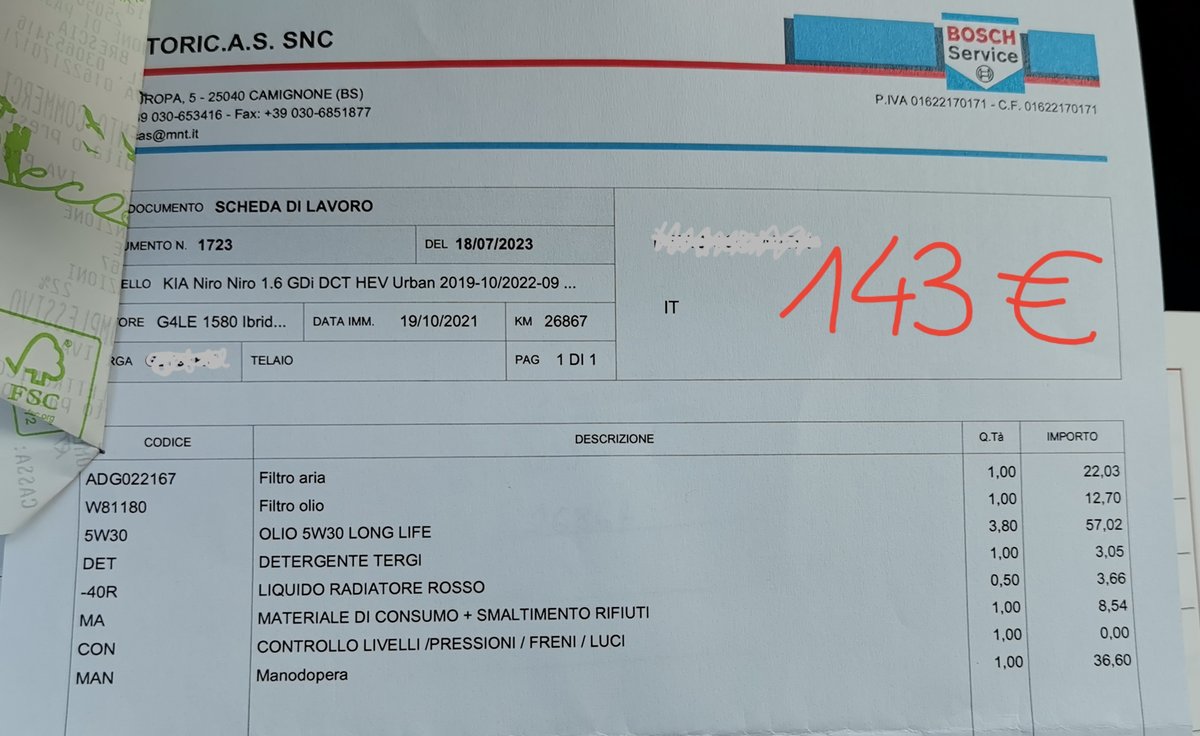 TORIC.A.S. SNC
BOSCH
Service
ROPA, 5 - 25040 CAMIGNONE (BS)
39 030-653416 - Fax: +39 030-6851877
as@mnt.it
P.IVA 01622170171 - C.F. 01622170171
DOCUMENTO SCHEDA DI LAVORO
UMENTO N. 1723
DEL 18/07/2023
143 €
ELLO KIA Niro Niro 1.6 GDi DCT HEV Urban 2019-10/2022-09 ...
IT
ORE G4LE 1580 Ibrid...
DATA IMM. 19/10/2021
KM 26867
RGA
TELAIO
PAG 1 DI 1
eco
FSC
CODICE DESCRIZIONE Q.Tà IMPORTO
ADG022167 Filtro aria 1,00 22,03
W81180 Filtro olio 1,00 12,70
5W30 OLIO 5W30 LONG LIFE 3,80 57,02
DET DETERGENTE TERGI 1,00 3,05
-40R LIQUIDO RADIATORE ROSSO 0,50 3,66
MA MATERIALE DI CONSUMO + SMALTIMENTO RIFIUTI 1,00 8,54
CON CONTROLLO LIVELLI /PRESSIONI / FRENI / LUCI 1,00 0,00
MAN Manodopera 1,00 36,60